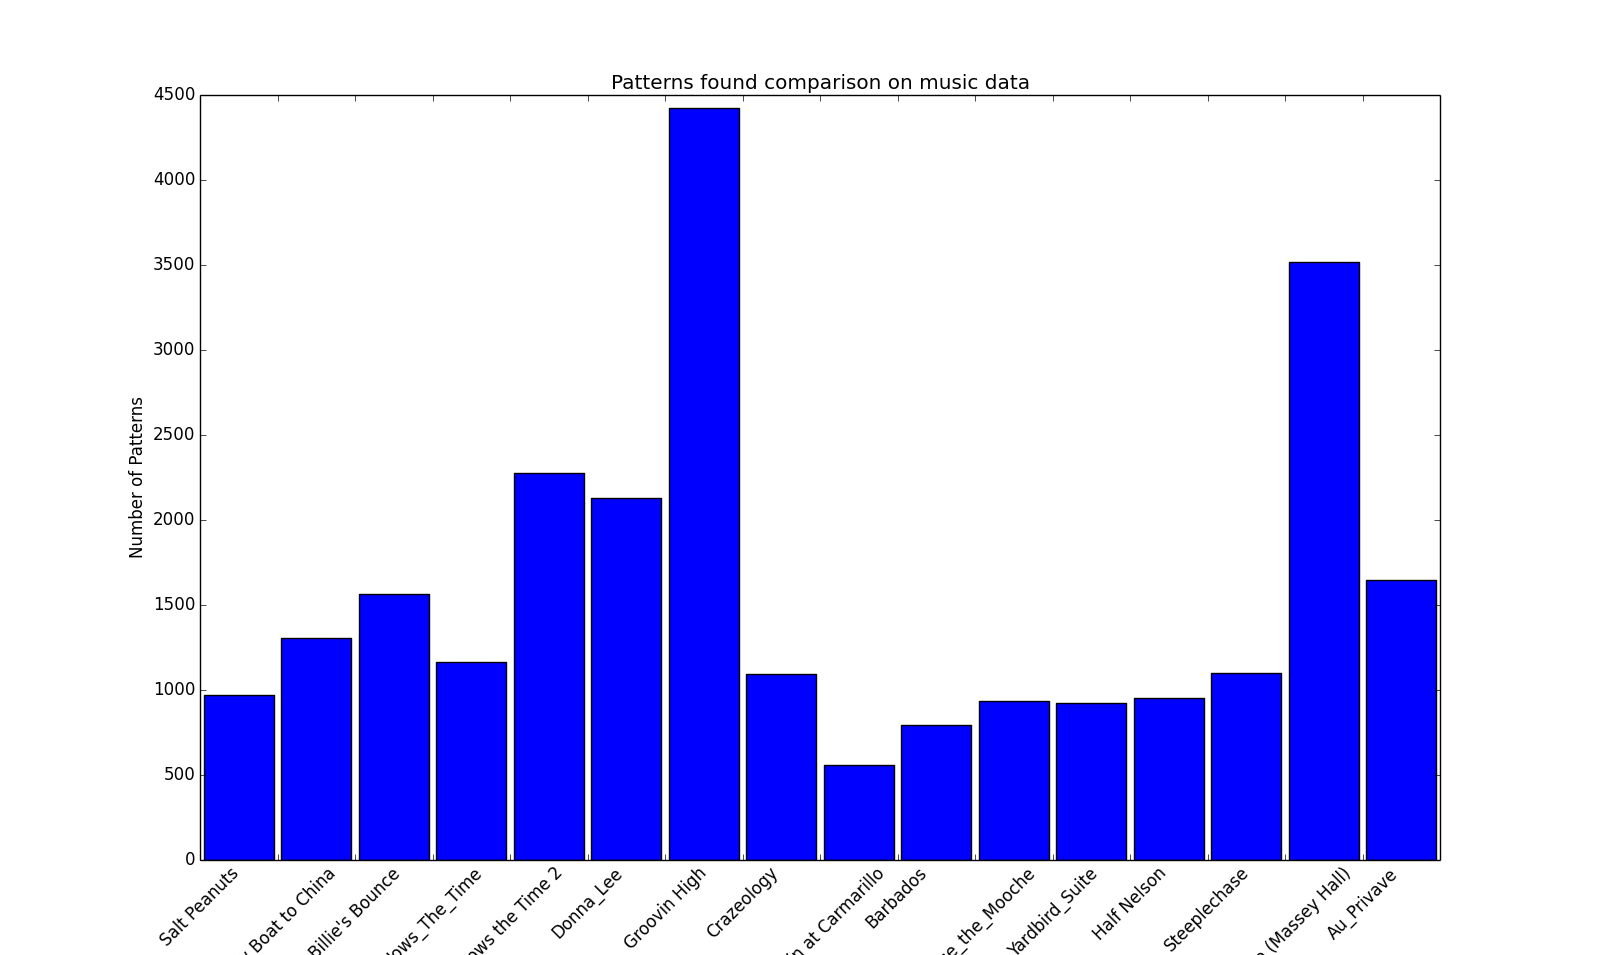 Patterns found comparison on music data
4500
4000
3500
3000
2500
2000
1500
1000
500
0
Number of Patterns
Salt Peanuts
Boat to China
Billie's Bounce
lows_The_Time
ows the Time 2
Donna_Lee
Groovin High
Crazeology
in at Carmarillo
Barbados
ue_the_Mooche
Yardbird_Suite
Half Nelson
Steeplechase
(Massey Hall)
Au_Privave